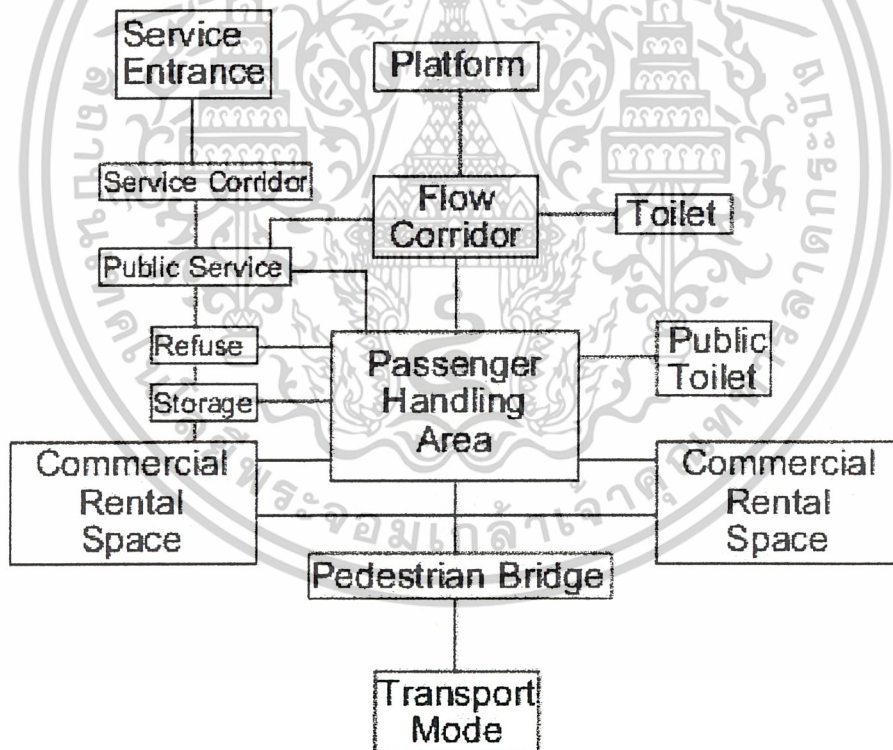 Service
Entrance
Platform
Service Corridor
Flow
Corridor
Toilet
Public Service
Refuse
Passenger
Handling
Area
Public
Toilet
Storage
Commercial
Rental
Space
Commercial
Rental
Space
Pedestrian Bridge
Transport
Mode